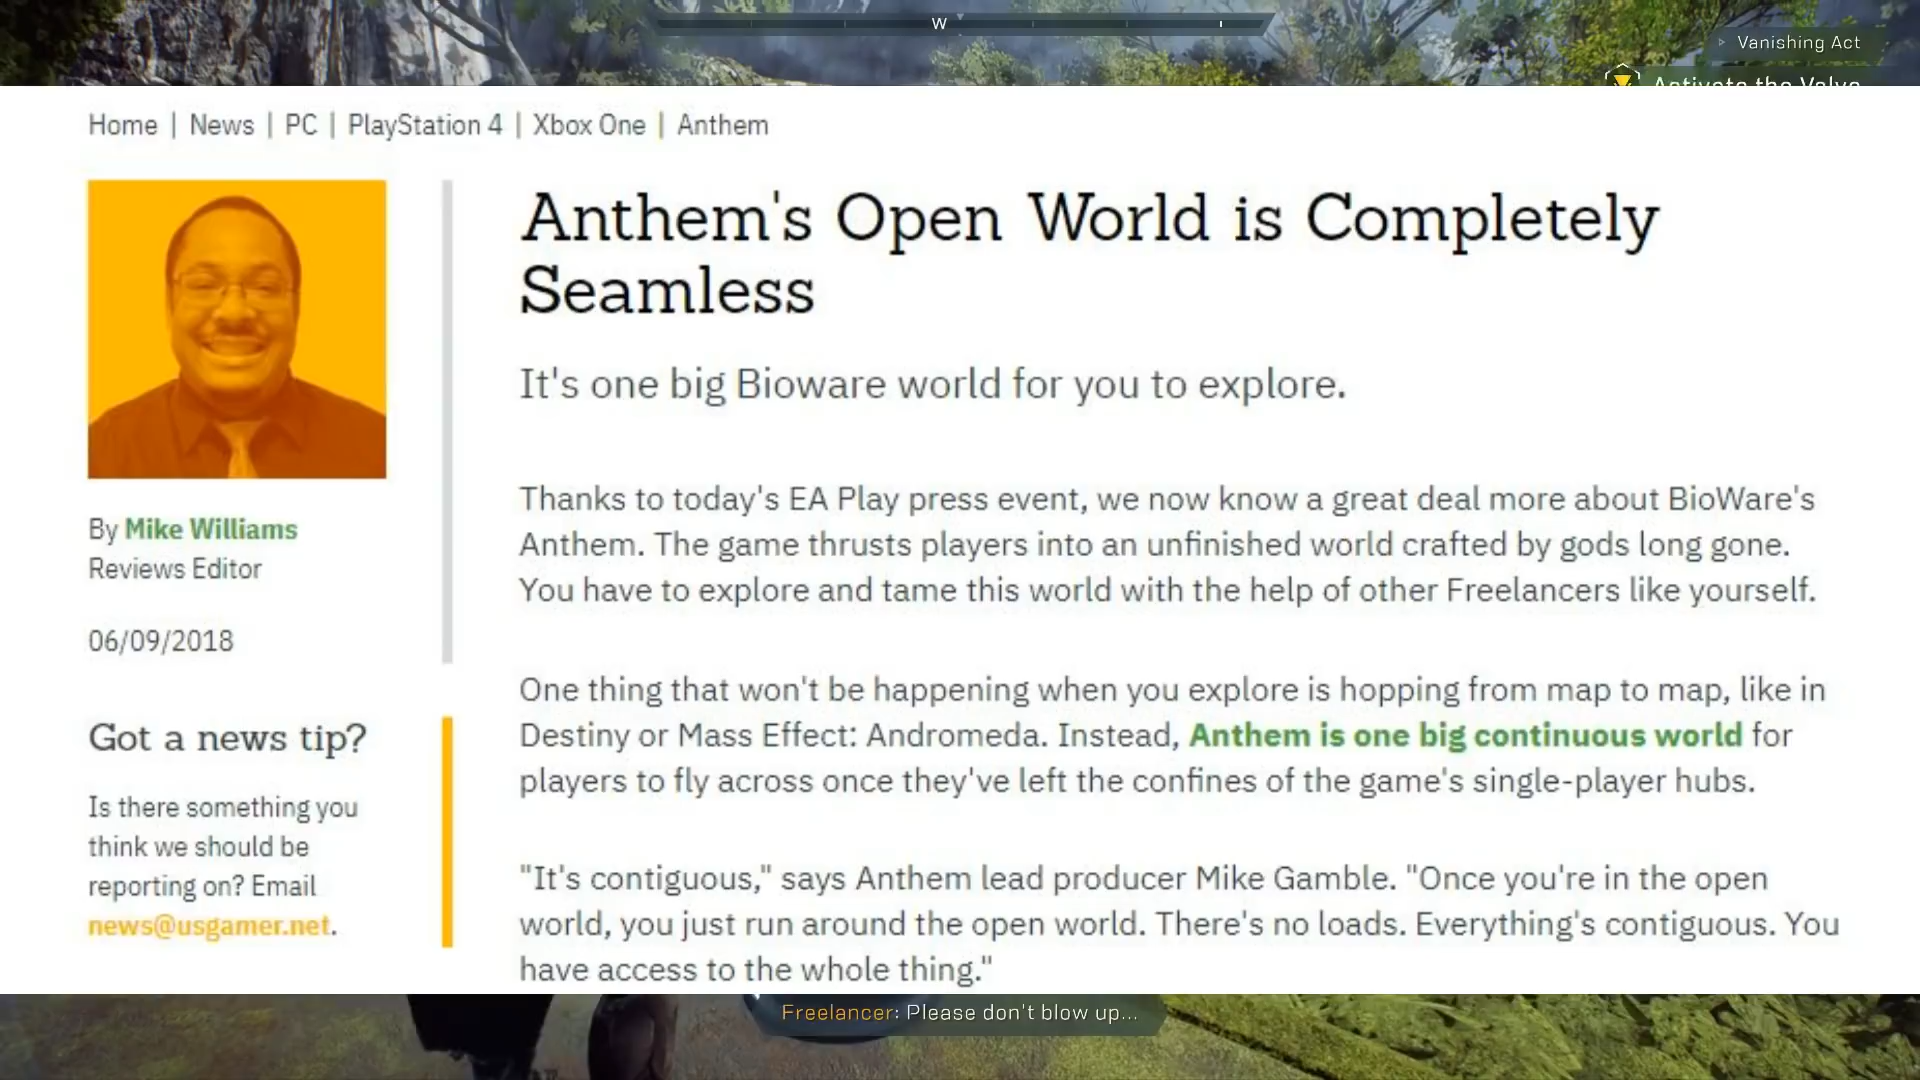 W
Vanishing Act
Activate the Valve
Home | News | PC | PlayStation 4 | Xbox One | Anthem
Anthem's Open World is Completely
Seamless
It's one big Bioware world for you to explore.
By Mike Williams
Reviews Editor
06/09/2018
Got a news tip?
Is there something you
think we should be
reporting on? Email
news@usgamer.net.
Thanks to today's EA Play press event, we now know a great deal more about BioWare's
Anthem. The game thrusts players into an unfinished world crafted by gods long gone.
You have to explore and tame this world with the help of other Freelancers like yourself.
One thing that won't be happening when you explore is hopping from map to map, like in
Destiny or Mass Effect: Andromeda. Instead, Anthem is one big continuous world for
players to fly across once they've left the confines of the game's single-player hubs.
"It's contiguous," says Anthem lead producer Mike Gamble. "Once you're in the open
world, you just run around the open world. There's no loads. Everything's contiguous. You
have access to the whole thing."
Freelancer: Please don't blow up...